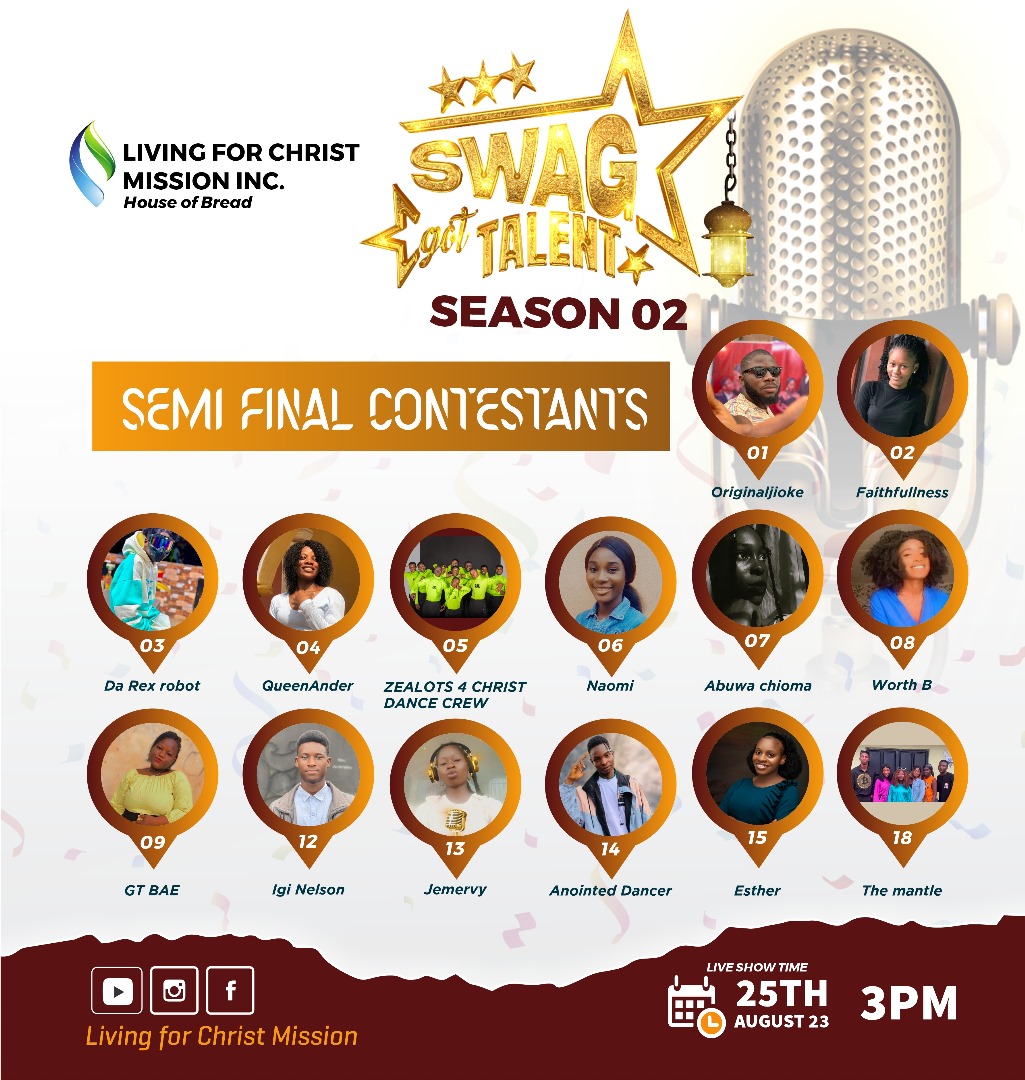 LIVING FOR CHRIST
MISSION INC.
House of Bread
SWAG
got TALENT
SEASON 02
SEMI FINAL CONTESTANTS
01
Originaljioke
02
Faithfullness
03
Da Rex robot
04
QueenAnder
05
ZEALOTS 4 CHRIST
DANCE CREW
06
Naomi
07
Abuwa chioma
08
Worth B
09
GT BAE
12
Igi Nelson
13
Jemervy
14
Anointed Dancer
15
Esther
18
The mantle
Living for Christ Mission
LIVE SHOW TIME
25TH
AUGUST 23
3PM